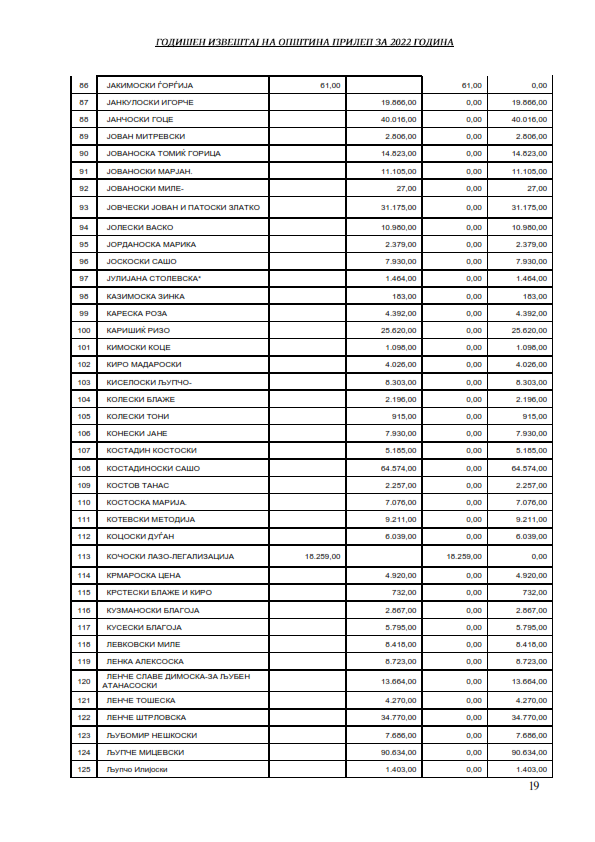 ГОДИШЕН ИЗВЕШТАЈ НА ОПШТИНА ПРИЛЕП ЗА 2022 ГОДИНА
86 ЈАКИМОСКИ ЃОРЃИЈА 61,00 61,00 0,00
87 ЈАНКУЛОСКИ ИГОРЧЕ 19.866,00 0,00 19.866,00
88 ЈАНЧОСКИ ГОЦЕ 40.016,00 0,00 40.016,00
89 ЈОВАН МИТРЕВСКИ 2.806,00 0,00 2.806,00
90 ЈОВАНОСКА ТОМИЌ ГОРИЦА 14.823,00 0,00 14.823,00
91 ЈОВАНОСКИ МАРЈАН. 11.105,00 0,00 11.105,00
92 ЈОВАНОСКИ МИЛЕ- 27,00 0,00 27,00
93 ЈОВЧЕСКИ ЈОВАН И ПАТОСКИ ЗЛАТКО 31.175,00 0,00 31.175,00
94 ЈОЛЕСКИ ВАСКО 10.980,00 0,00 10.980,00
95 ЈОРДАНОСКА МАРИКА 2.379,00 0,00 2.379,00
96 ЈОСКОСКИ САШО 7.930,00 0,00 7.930,00
97 ЈУЛИЈАНА СТОЛЕВСКА* 1.464,00 0,00 1.464,00
98 КАЗИМОСКА ЗИНКА 183,00 0,00 183,00
99 КАРЕСКА РОЗА 4.392,00 0,00 4.392,00
100 КАРИШИЌ РИЗО 25.620,00 0,00 25.620,00
101 КИМОСКИ КОЦЕ 1.098,00 0,00 1.098,00
102 КИРО МАДАРОСКИ 4.026,00 0,00 4.026,00
103 КИСЕЛОСКИ ЉУПЧО- 8.303,00 0,00 8.303,00
104 КОЛЕСКИ БЛАЖЕ 2.196,00 0,00 2.196,00
105 КОЛЕСКИ ТОНИ 915,00 0,00 915,00
106 КОНЕСКИ ЈАНЕ 7.930,00 0,00 7.930,00
107 КОСТАДИН КОСТОСКИ 5.185,00 0,00 5.185,00
108 КОСТАДИНОСКИ САШО 64.574,00 0,00 64.574,00
109 КОСТОВ ТАНАС 2.257,00 0,00 2.257,00
110 КОСТОСКА МАРИЈА. 7.076,00 0,00 7.076,00
111 КОТЕВСКИ МЕТОДИЈА 9.211,00 0,00 9.211,00
112 КОЦОСКИ ДУЃАН 6.039,00 0,00 6.039,00
113 КОЧОСКИ ЛАЗО-ЛЕГАЛИЗАЦИЈА 18.259,00 18.259,00 0,00
114 КРМАРОСКА ЦЕНА 4.920,00 0,00 4.920,00
115 КРСТЕСКИ БЛАЖЕ И КИРО 732,00 0,00 732,00
116 КУЗМАНОСКИ БЛАГОЈА 2.867,00 0,00 2.867,00
117 КУСЕСКИ БЛАГОЈА 5.795,00 0,00 5.795,00
118 ЛЕВКОВСКИ МИЛЕ 8.418,00 0,00 8.418,00
119 ЛЕНКА АЛЕКСОСКА 8.723,00 0,00 8.723,00
120 ЛЕНЧЕ СЛАВЕ ДИМОСКА-ЗА ЉУБЕН
АТАНАСОСКИ 13.664,00 0,00 13.664,00
121 ЛЕНЧЕ ТОШЕСКА 4.270,00 0,00 4.270,00
122 ЛЕНЧЕ ШТРЛОВСКА 34.770,00 0,00 34.770,00
123 ЉУБОМИР НЕШКОСКИ 7.686,00 0,00 7.686,00
124 ЉУПЧЕ МИЦЕВСКИ 90.634,00 0,00 90.634,00
125 Љупчо Илијоски 1.403,00 0,00 1.403,00
19